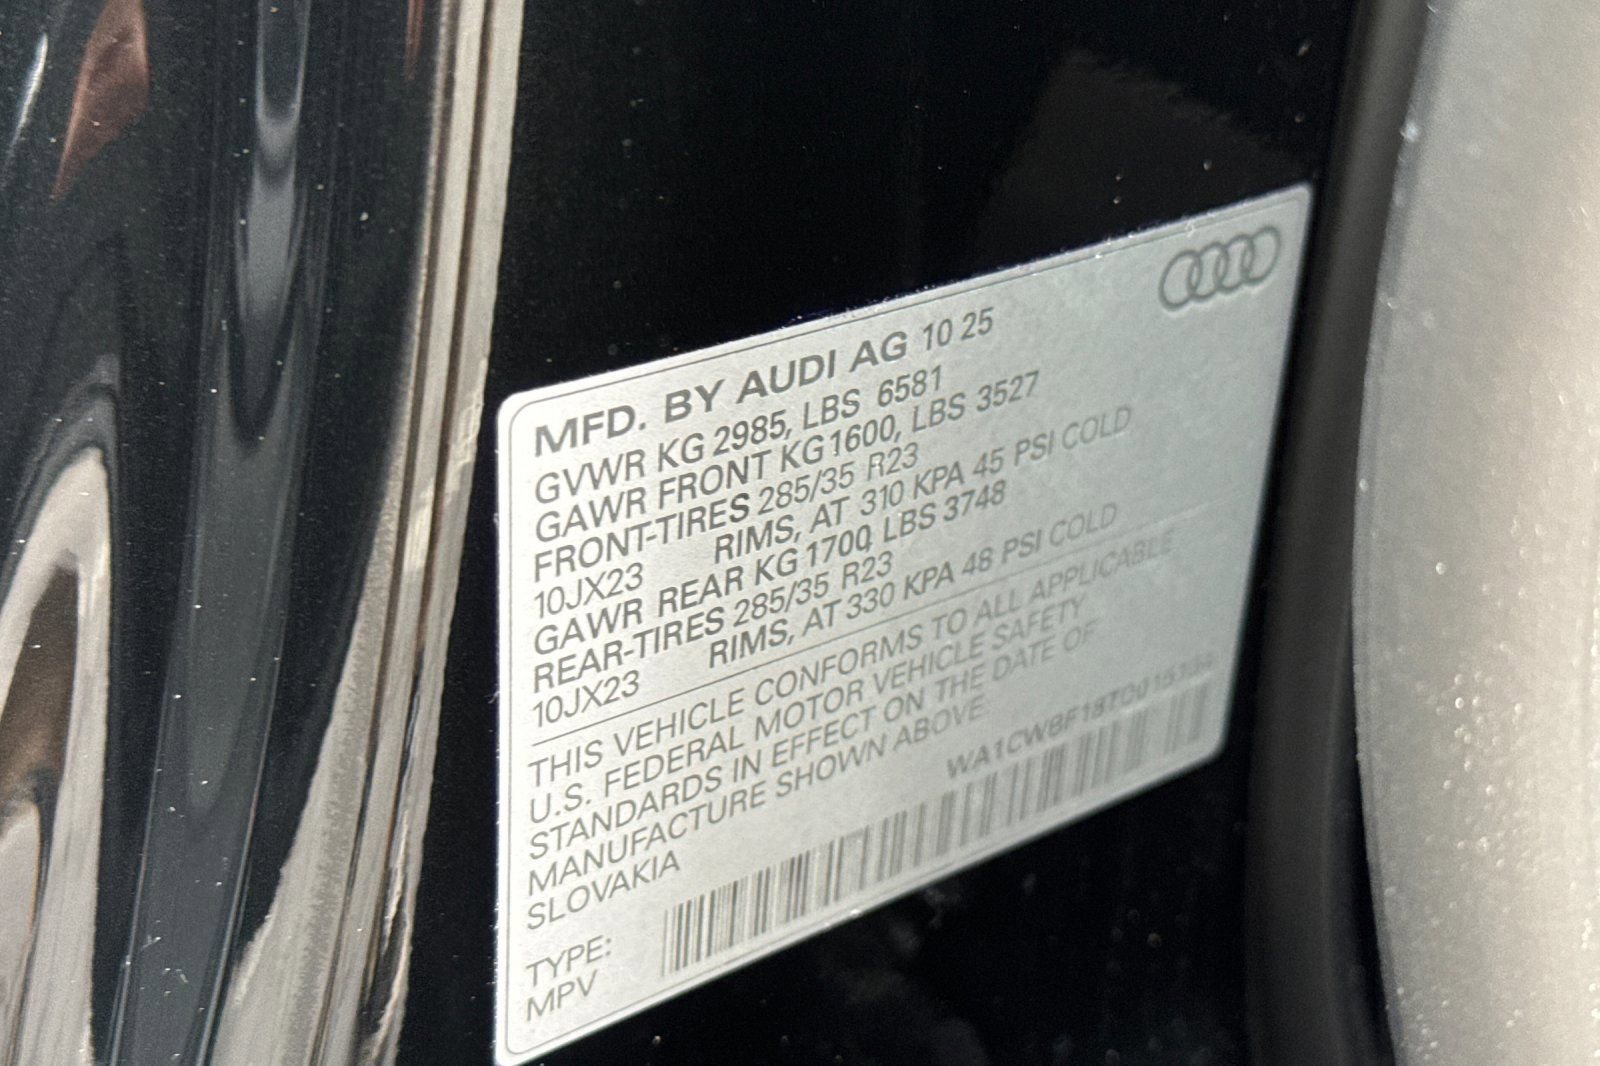 MFD. BY AUDI AG 10 25
GVWR KG 2985, LBS 6581
GAWR FRONT KG 1600, LBS 3527
FRONT-TIRES 285/35 R23
10JX23 RIMS, AT 310 KPA 45 PSI COLD
GAWR REAR KG 1700, LBS 3748
REAR-TIRES 285/35 R23
10JX23 RIMS, AT 330 KPA 48 PSI COLD
THIS VEHICLE CONFORMS TO ALL APPLICABLE
U.S. FEDERAL MOTOR VEHICLE SAFETY
STANDARDS IN EFFECT ON THE DATE OF
MANUFACTURE SHOWN ABOVE.
SLOVAKIA
TYPE:
MPV